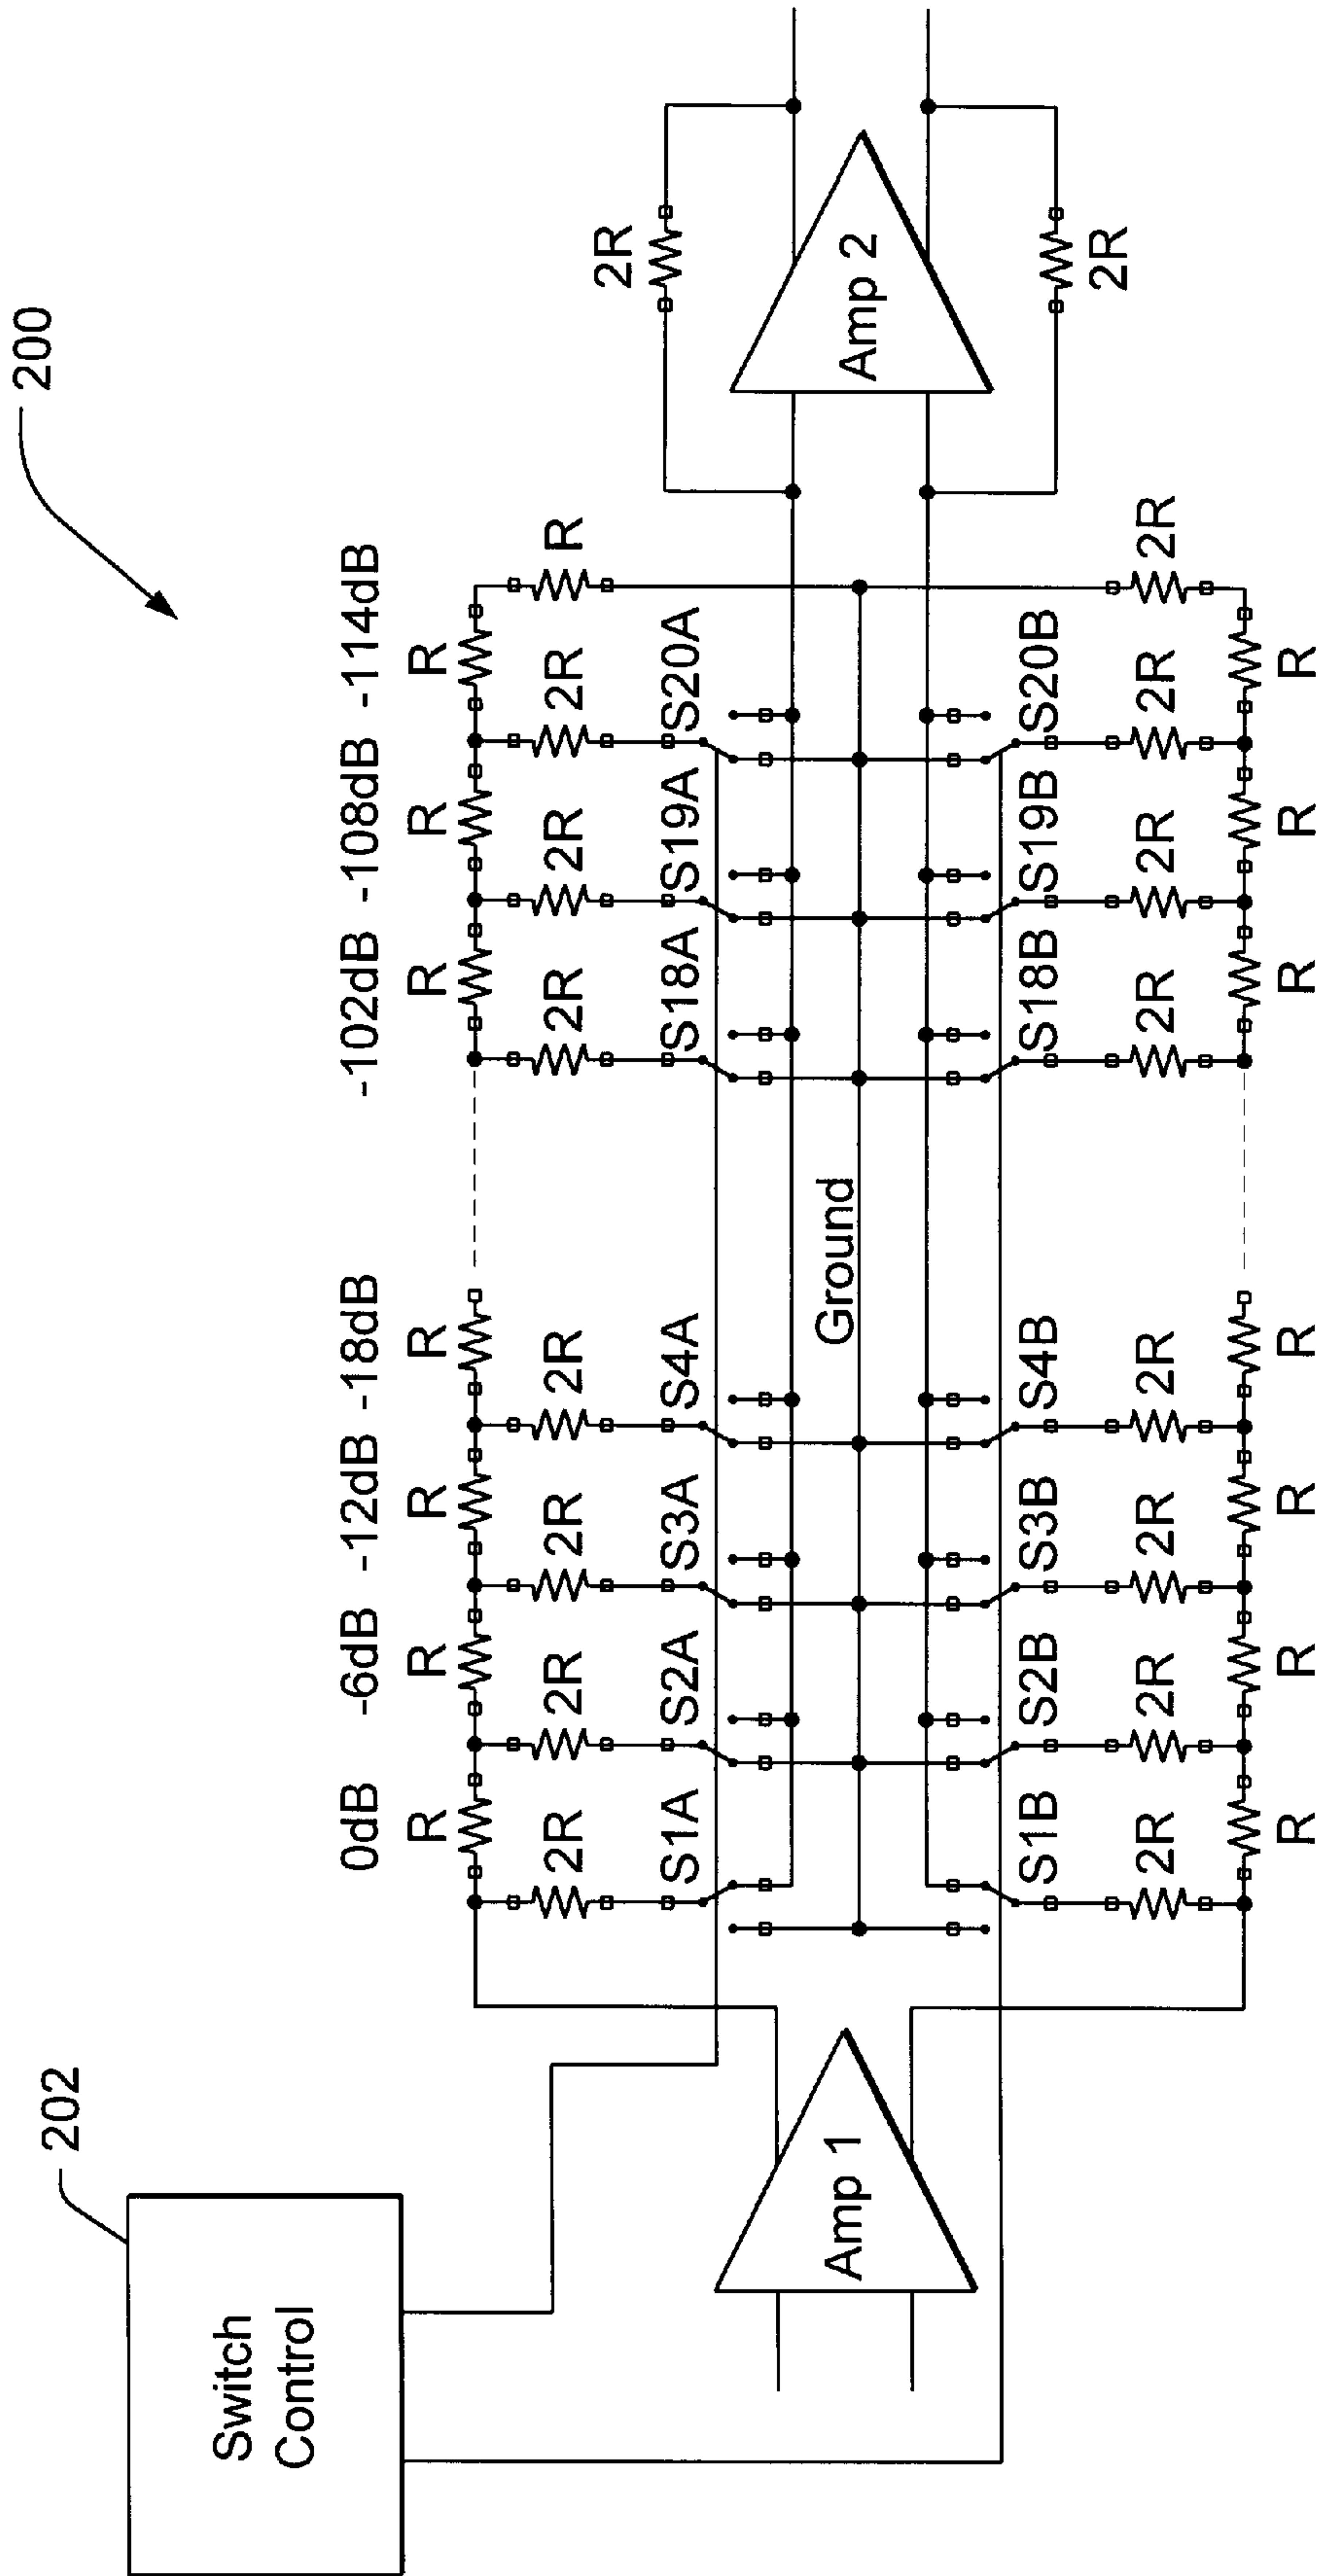 200
202
Switch
Control
0dB -6dB -12dB -18dB -102dB -108dB -114dB
R R R R R R R
2R 2R 2R 2R 2R 2R 2R R
2R
S1A S2A S3A S4A S18A S19A S20A
Ground
Amp 1
Amp 2
S1B S2B S3B S4B S18B S19B S20B
2R
2R 2R 2R 2R 2R 2R 2R 2R
R R R R R R R